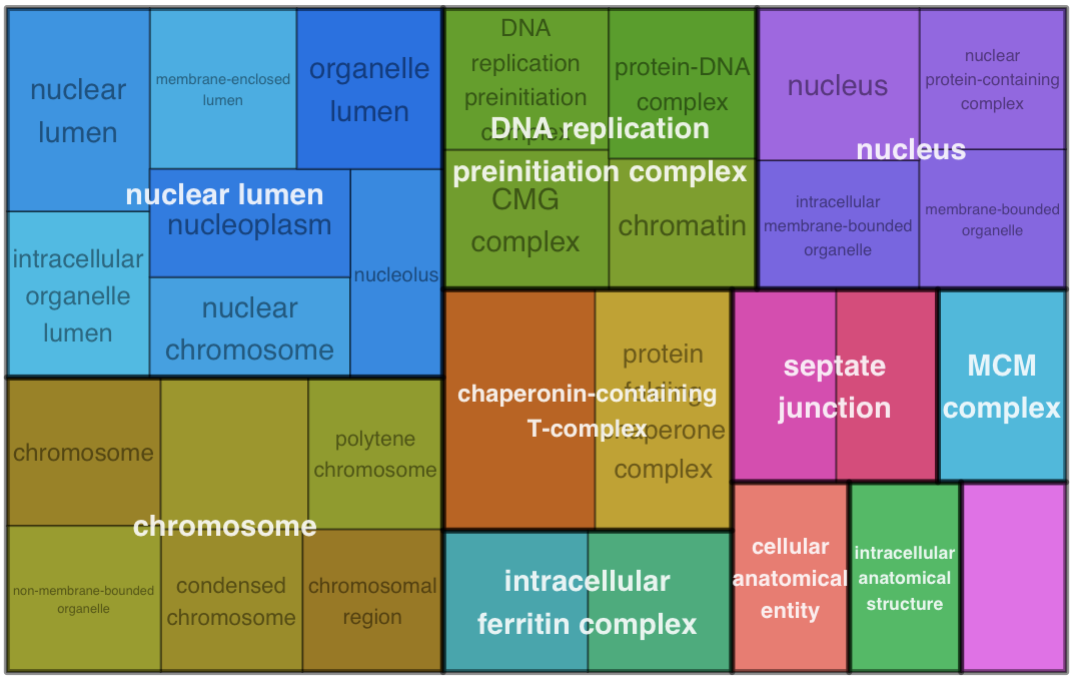 nuclear
lumen
membrane-enclosed
lumen
organelle
lumen
nuclear lumen
nucleoplasm
nucleolus
intracellular
organelle
lumen
nuclear
chromosome
DNA
replication
preinitiation
complex
protein-DNA
complex
DNA replication
preinitiation complex
CMG
complex
chromatin
nucleus
nuclear
protein-containing
complex
nucleus
intracellular
membrane-bounded
organelle
membrane-bounded
organelle
chromosome
polytene
chromosome
chromosome
non-membrane-bounded
organelle
condensed
chromosome
chromosomal
region
protein
folding
chaperone
complex
chaperonin-containing
T-complex
septate
junction
MCM
complex
intracellular
ferritin complex
cellular
anatomical
entity
intracellular
anatomical
structure